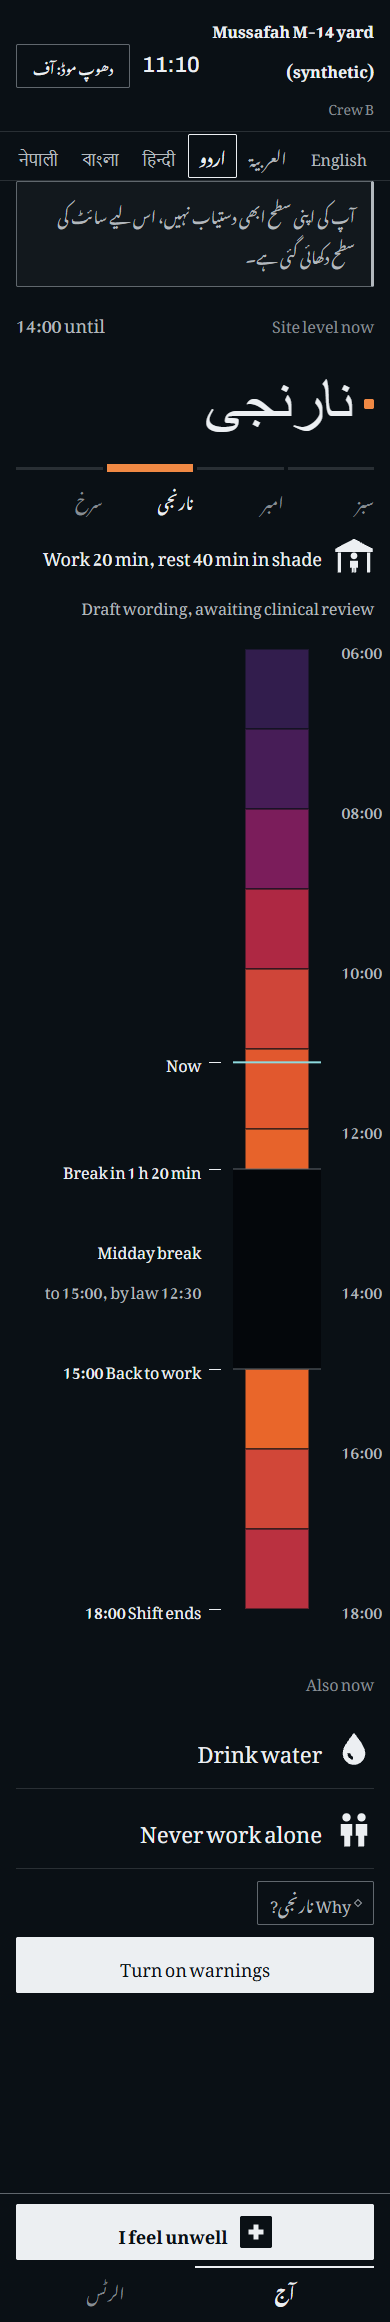 Mussafah M-14 yard
(synthetic)
Crew B
11:10
دھوپ موڈ: آف
English
العربية
اردو
हिन्दी
বাংলা
नेपाली
آپ کی اپنی سطح ابھی دستیاب نہیں، اس لیے سائٹ کی
سطح دکھائی گئی ہے۔
Site level now
14:00 until
نارنجی
سبز
امبر
نارنجی
سرخ
Work 20 min, rest 40 min in shade
Draft wording, awaiting clinical review
06:00
08:00
10:00
Now
12:00
Break in 1 h 20 min
Midday break
to 15:00, by law 12:30
14:00
15:00 Back to work
16:00
18:00 Shift ends
18:00
Also now
Drink water
Never work alone
Why نارنجی?
Turn on warnings
I feel unwell
آج
الرٹس